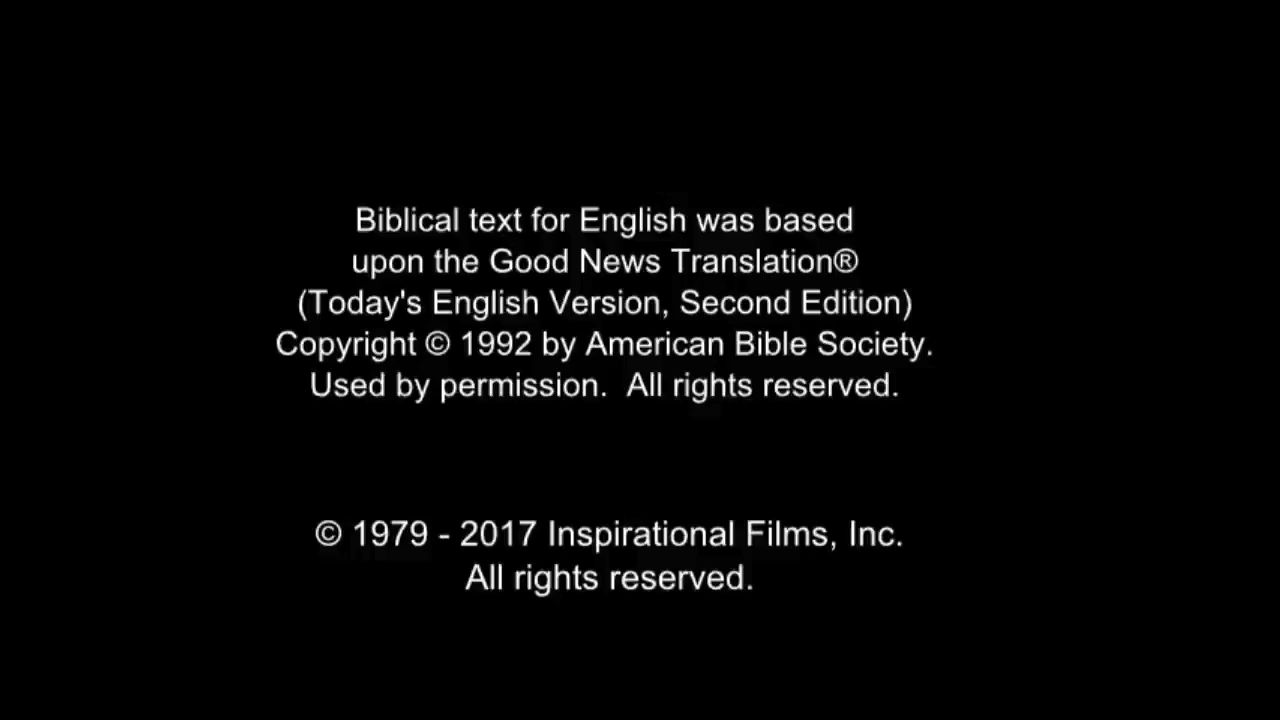 Biblical text for English was based
upon the Good News Translation®
(Today's English Version, Second Edition)
Copyright © 1992 by American Bible Society.
Used by permission.  All rights reserved.
© 1979 - 2017 Inspirational Films, Inc.
All rights reserved.